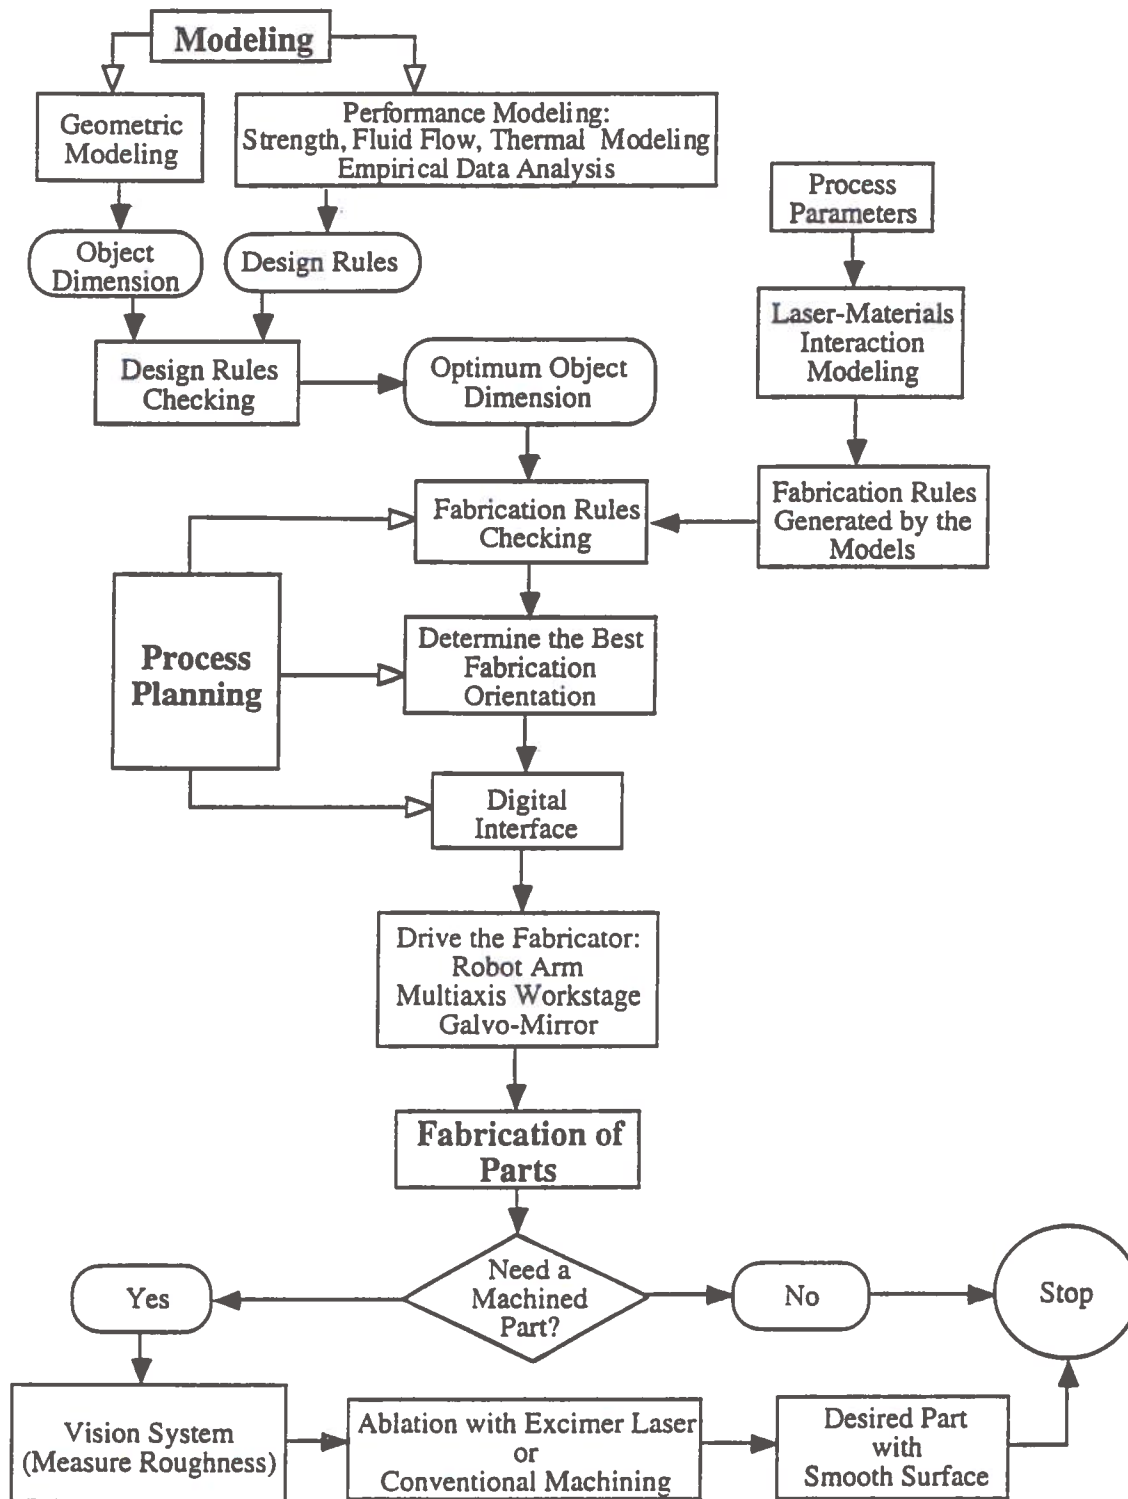 Modeling
Geometric
Modeling
Performance Modeling:
Strength, Fluid Flow, Thermal Modeling
Empirical Data Analysis
Process
Parameters
Object
Dimension
Design Rules
Laser-Materials
Interaction
Modeling
Design Rules
Checking
Optimum Object
Dimension
Fabrication Rules
Checking
Fabrication Rules
Generated by the
Models
Process
Planning
Determine the Best
Fabrication
Orientation
Digital
Interface
Drive the Fabricator:
Robot Arm
Multiaxis Workstage
Galvo-Mirror
Fabrication of
Parts
Need a
Machined
Part?
Yes
No
Stop
Vision System
(Measure Roughness)
Ablation with Excimer Laser
or
Conventional Machining
Desired Part
with
Smooth Surface